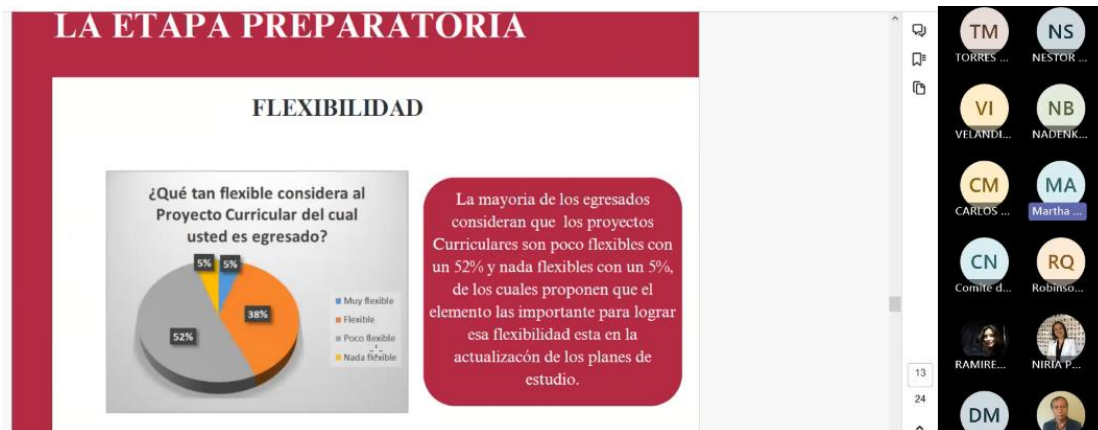 LA ETAPA PREPARATORIA
FLEXIBILIDAD
¿Qué tan flexible considera al
Proyecto Curricular del cual
usted es egresado?
5%
5%
38%
52%
Muy flexible
Flexible
Poco flexible
Nada flexible
La mayoria de los egresados
consideran que los proyectos
Curriculares son poco flexibles con
un 52% y nada flexibles con un 5%,
de los cuales proponen que el
elemento las importante para lograr
esa flexibilidad esta en la
actualizacón de los planes de
estudio.
13
24
TM
TORRES ...
NS
NESTOR ...
VI
VELANDI...
NB
NADENK...
CM
CARLOS ...
MA
Martha ...
CN
Comite d...
RQ
Robinso...
RAMIRE...
NIRIA P...
DM